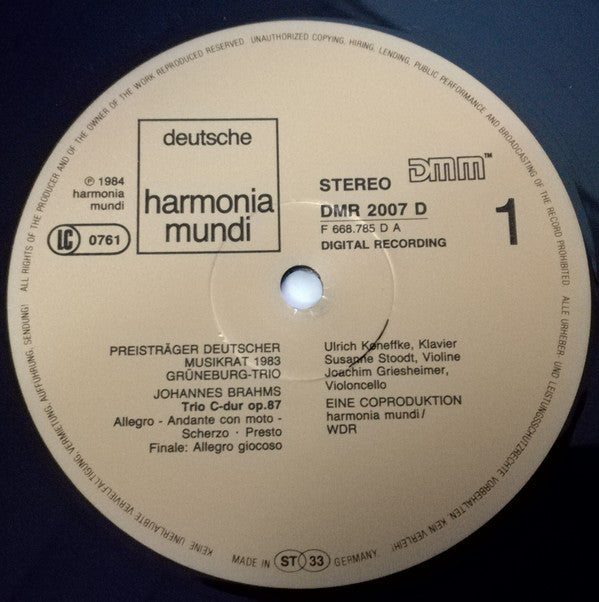 ALL RIGHTS OF THE PRODUCER AND OF THE OWNER OF THE WORK REPRODUCED RESERVED. UNAUTHORIZED COPYING, HIRING, LENDING, PUBLIC PERFORMANCE AND BROADCASTING OF THE RECORD PROHIBITED.
ALLE URHEBER- UND LEISTUNGSSCHUTZRECHTE VORBEHALTEN. KEIN VERLEIH! KEINE UNERLAUBTE VERVIELFÄLTIGUNG, VERMIETUNG, AUFFÜHRUNG, SENDUNG!
deutsche
harmonia
mundi
℗ 1984
harmonia
mundi
LC 0761
STEREO
DMM™
DMR 2007 D
F 668.785 D A
DIGITAL RECORDING
1
PREISTRÄGER DEUTSCHER
MUSIKRAT 1983
GRÜNEBURG-TRIO
JOHANNES BRAHMS
Trio C-dur op.87
Allegro - Andante con moto -
Scherzo · Presto
Finale: Allegro giocoso
Ulrich Koneffke, Klavier
Susanne Stoodt, Violine
Joachim Griesheimer,
Violoncello
EINE COPRODUKTION
harmonia mundi/
WDR
MADE IN ST 33 GERMANY